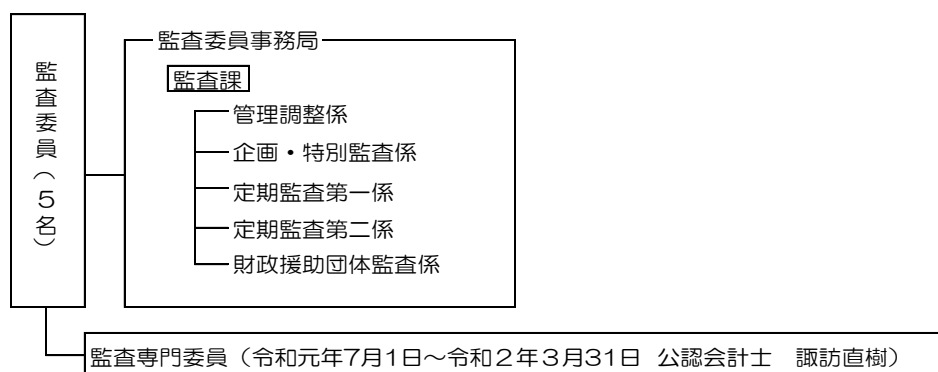 監査委員（５名）
監査委員事務局
監査課
管理調整係
企画・特別監査係
定期監査第一係
定期監査第二係
財政援助団体監査係
監査専門委員（令和元年7月1日～令和２年３月31日 公認会計士　諏訪直樹）